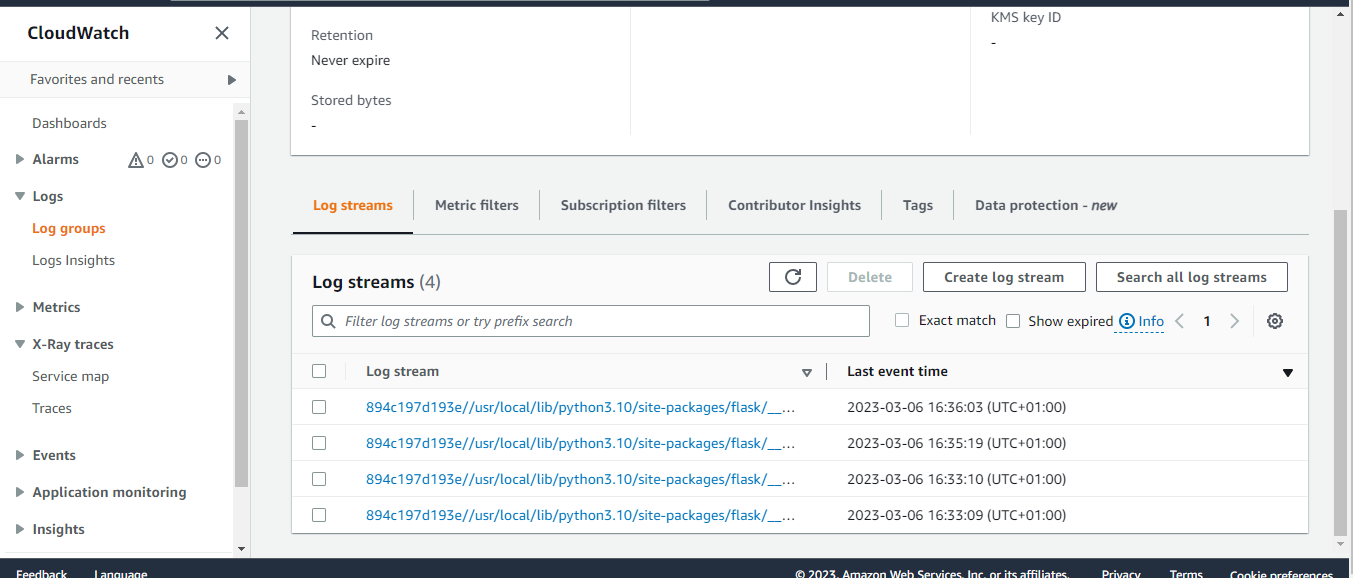 CloudWatch
Favorites and recents
Dashboards
Alarms 0 0 0
Logs
Log groups
Logs Insights
Metrics
X-Ray traces
Service map
Traces
Events
Application monitoring
Insights
KMS key ID
-
Retention
Never expire
Stored bytes
-
Log streams Metric filters Subscription filters Contributor Insights Tags Data protection - new
Log streams (4) Delete Create log stream Search all log streams
Filter log streams or try prefix search Exact match Show expired Info 1
Log stream Last event time
894c197d193e//usr/local/lib/python3.10/site-packages/flask/__... 2023-03-06 16:36:03 (UTC+01:00)
894c197d193e//usr/local/lib/python3.10/site-packages/flask/__... 2023-03-06 16:35:19 (UTC+01:00)
894c197d193e//usr/local/lib/python3.10/site-packages/flask/__... 2023-03-06 16:33:10 (UTC+01:00)
894c197d193e//usr/local/lib/python3.10/site-packages/flask/__... 2023-03-06 16:33:09 (UTC+01:00)
Feedback Language © 2023, Amazon Web Services, Inc. or its affiliates. Privacy Terms Cookie preferences